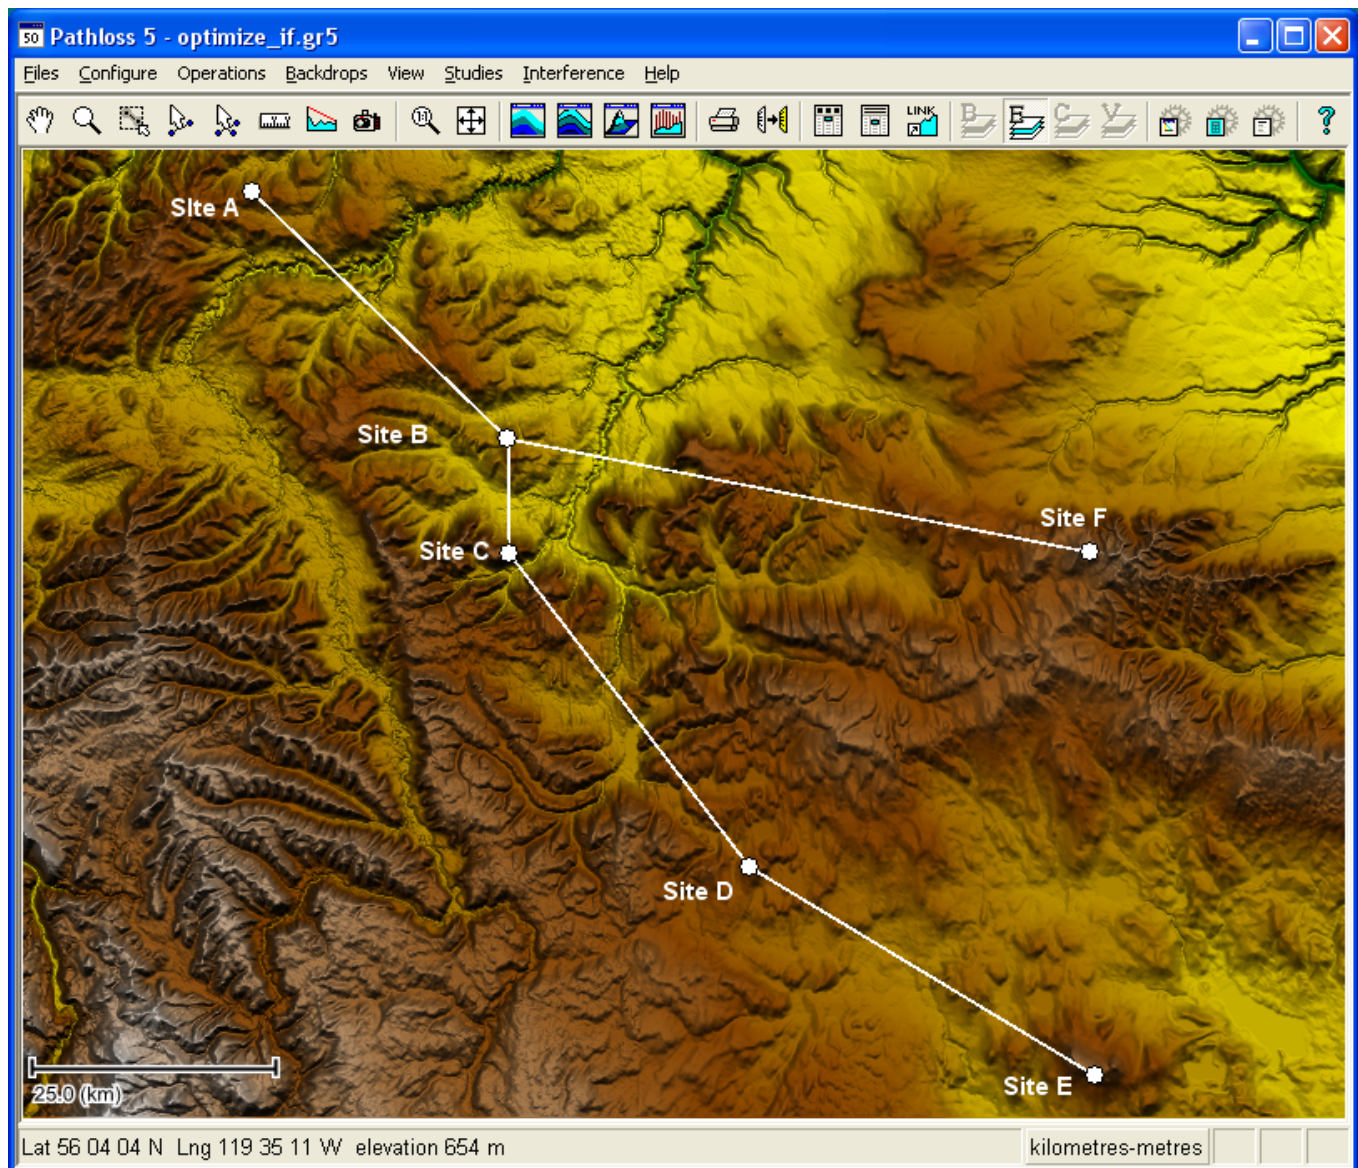 50 Pathloss 5 - optimize_if.gr5
Files Configure Operations Backdrops View Studies Interference Help
LINK B E C V ?
SIte A
Site B
Site F
Site C
Site D
Site E
25.0 (km)
Lat 56 04 04 N Lng 119 35 11 W elevation 654 m kilometres-metres